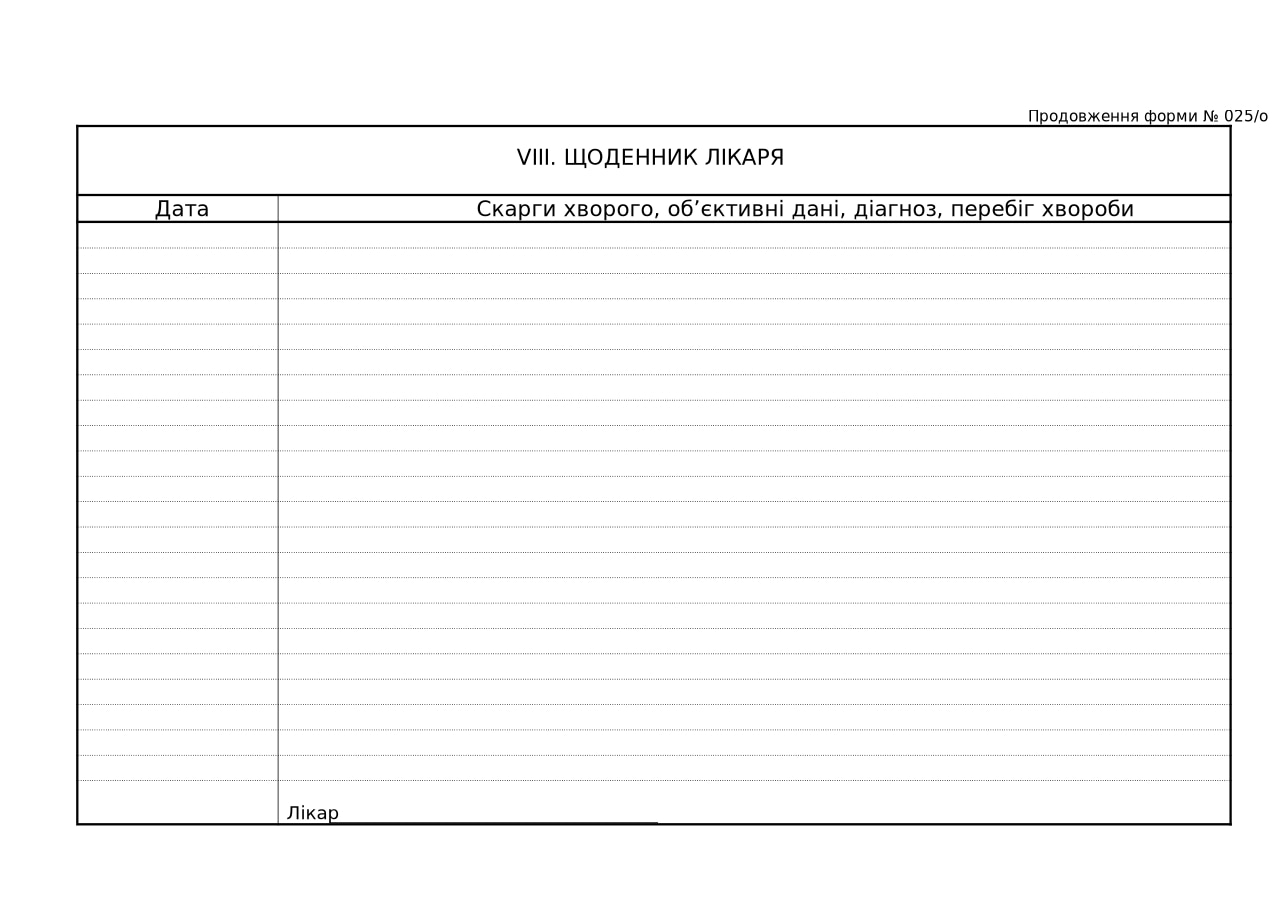 Продовження форми № 025/о
VIII. ЩОДЕННИК ЛІКАРЯ
Дата
Скарги хворого, об’єктивні дані, діагноз, перебіг хвороби
Лікар